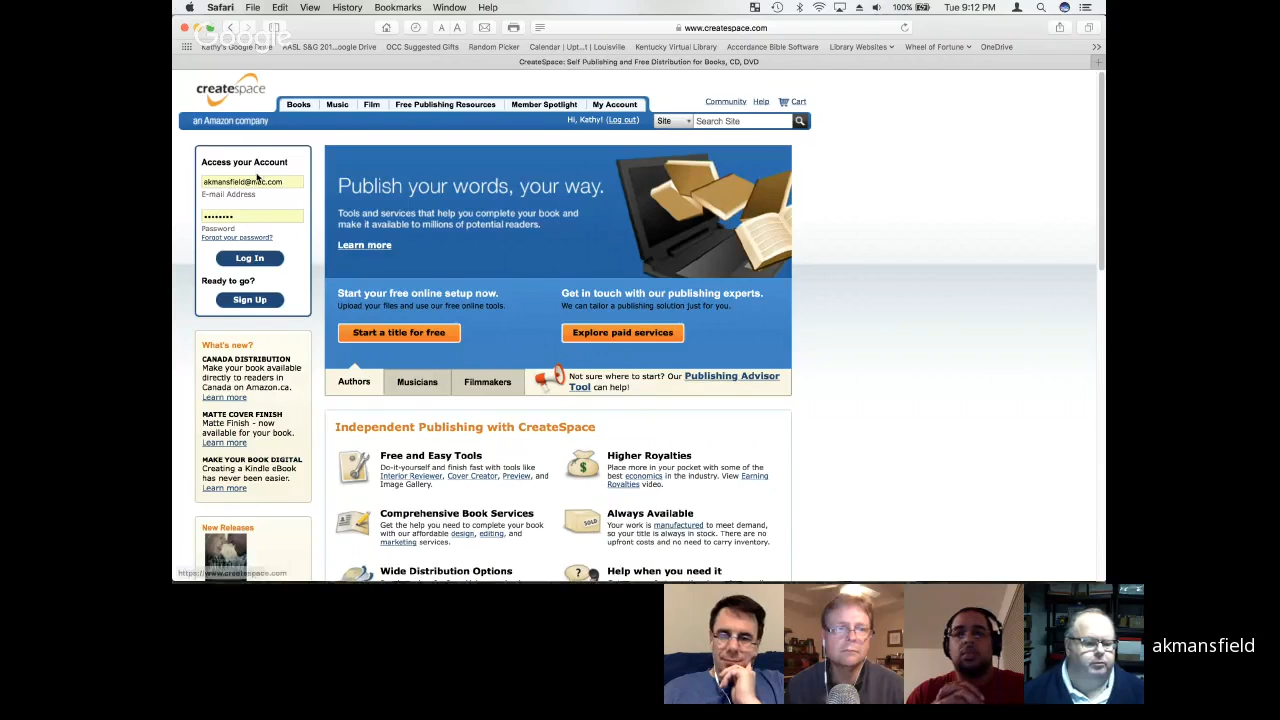 Safari File Edit View History Bookmarks Window Help 100% Tue 9:12 PM
Google
www.createspace.com
Kathy's Google Drive AASL S&G 201...oogle Drive OCC Suggested Gifts Random Picker Calendar | Upt...t | Louisville Kentucky Virtual Library Accordance Bible Software Library Websites Wheel of Fortune OneDrive
CreateSpace: Self Publishing and Free Distribution for Books, CD, DVD
createspace
an Amazon company
Books Music Film Free Publishing Resources Member Spotlight My Account
Community Help Cart
Hi, Kathy! (Log out) Site Search Site
Access your Account
akmansfield@mac.com
E-mail Address
••••••••
Password
Forgot your password?
Log In
Ready to go?
Sign Up
What's new?
CANADA DISTRIBUTION
Make your book available
directly to readers in
Canada on Amazon.ca.
Learn more
MATTE COVER FINISH
Matte Finish - now
available for your book.
Learn more
MAKE YOUR BOOK DIGITAL
Creating a Kindle eBook
has never been easier.
Learn more
New Releases
https://www.createspace.com
Publish your words, your way.
Tools and services that help you complete your book and
make it available to millions of potential readers.
Learn more
Start your free online setup now.
Upload your files and use our free online tools.
Start a title for free
Get in touch with our publishing experts.
We can tailor a publishing solution just for you.
Explore paid services
Authors Musicians Filmmakers
Not sure where to start? Our Publishing Advisor
Tool can help!
Independent Publishing with CreateSpace
Free and Easy Tools
Do-it-yourself and finish fast with tools like
Interior Reviewer, Cover Creator, Preview, and
Image Gallery.
Higher Royalties
Place more in your pocket with some of the
best economics in the industry. View Earning
Royalties video.
Comprehensive Book Services
Get the help you need to complete your book
with our affordable design, editing, and
marketing services.
Always Available
SOLD
Your work is manufactured to meet demand,
so your title is always in stock. There are no
upfront costs and no need to carry inventory.
Wide Distribution Options
Help when you need it
akmansfield